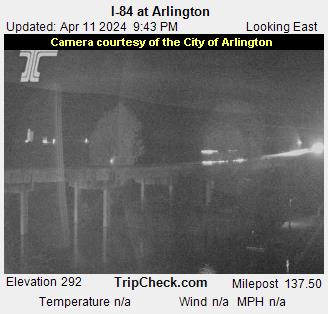 I-84 at Arlington
Updated: Apr 11 2024 9:43 PM Looking East
Camera courtesy of the City of Arlington
Elevation 292 TripCheck.com Milepost 137.50
Temperature n/a Wind n/a MPH n/a